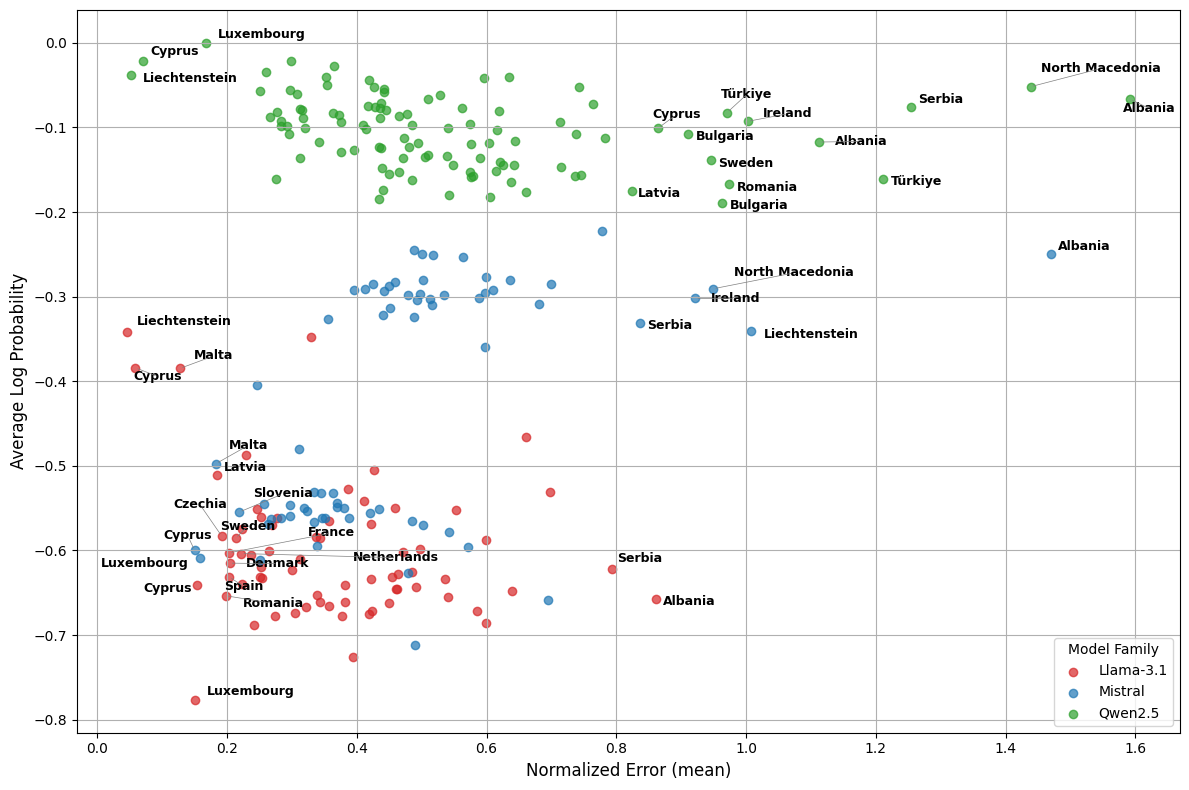 Average Log Probability
0.0
−0.1
−0.2
−0.3
−0.4
−0.5
−0.6
−0.7
−0.8
Luxembourg
Cyprus
Liechtenstein
North Macedonia
Türkiye
Serbia
Albania
Cyprus
Ireland
Bulgaria
Albania
Sweden
Romania
Türkiye
Latvia
Bulgaria
Albania
North Macedonia
Ireland
Serbia
Liechtenstein
Liechtenstein
Malta
Cyprus
Malta
Latvia
Slovenia
Czechia
Sweden
Cyprus
France
Netherlands
Luxembourg
Denmark
Spain
Cyprus
Romania
Serbia
Albania
Luxembourg
Model Family
Llama-3.1
Mistral
Qwen2.5
0.0 0.2 0.4 0.6 0.8 1.0 1.2 1.4 1.6
Normalized Error (mean)